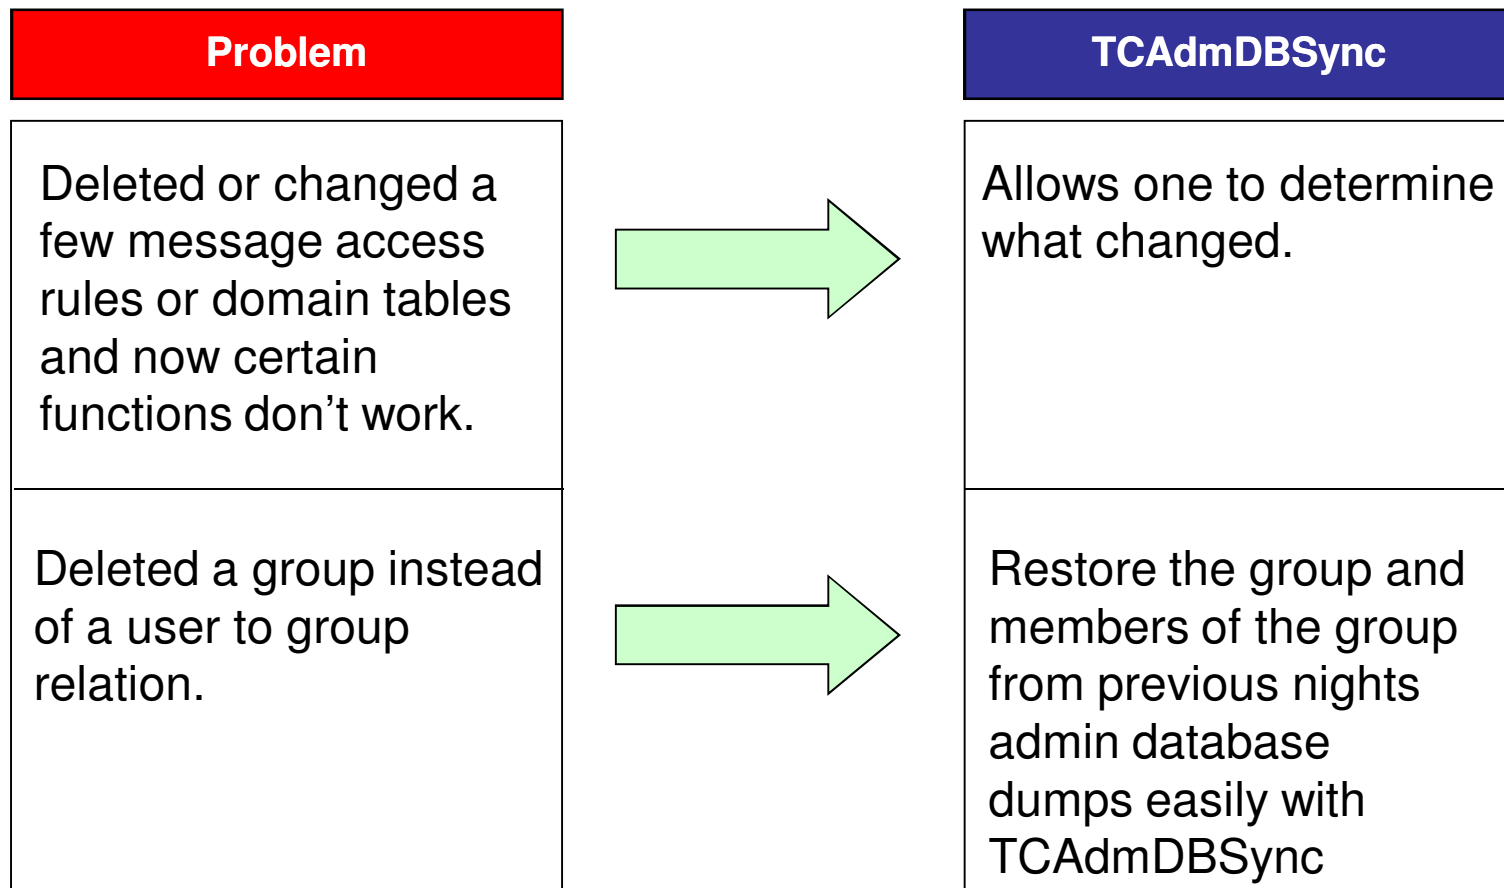 Problem
TCAdmDBSync
Deleted or changed a
few message access
rules or domain tables
and now certain
functions don't work.
Allows one to determine
what changed.
Deleted a group instead
of a user to group
relation.
Restore the group and
members of the group
from previous nights
admin database
dumps easily with
TCAdmDBSync